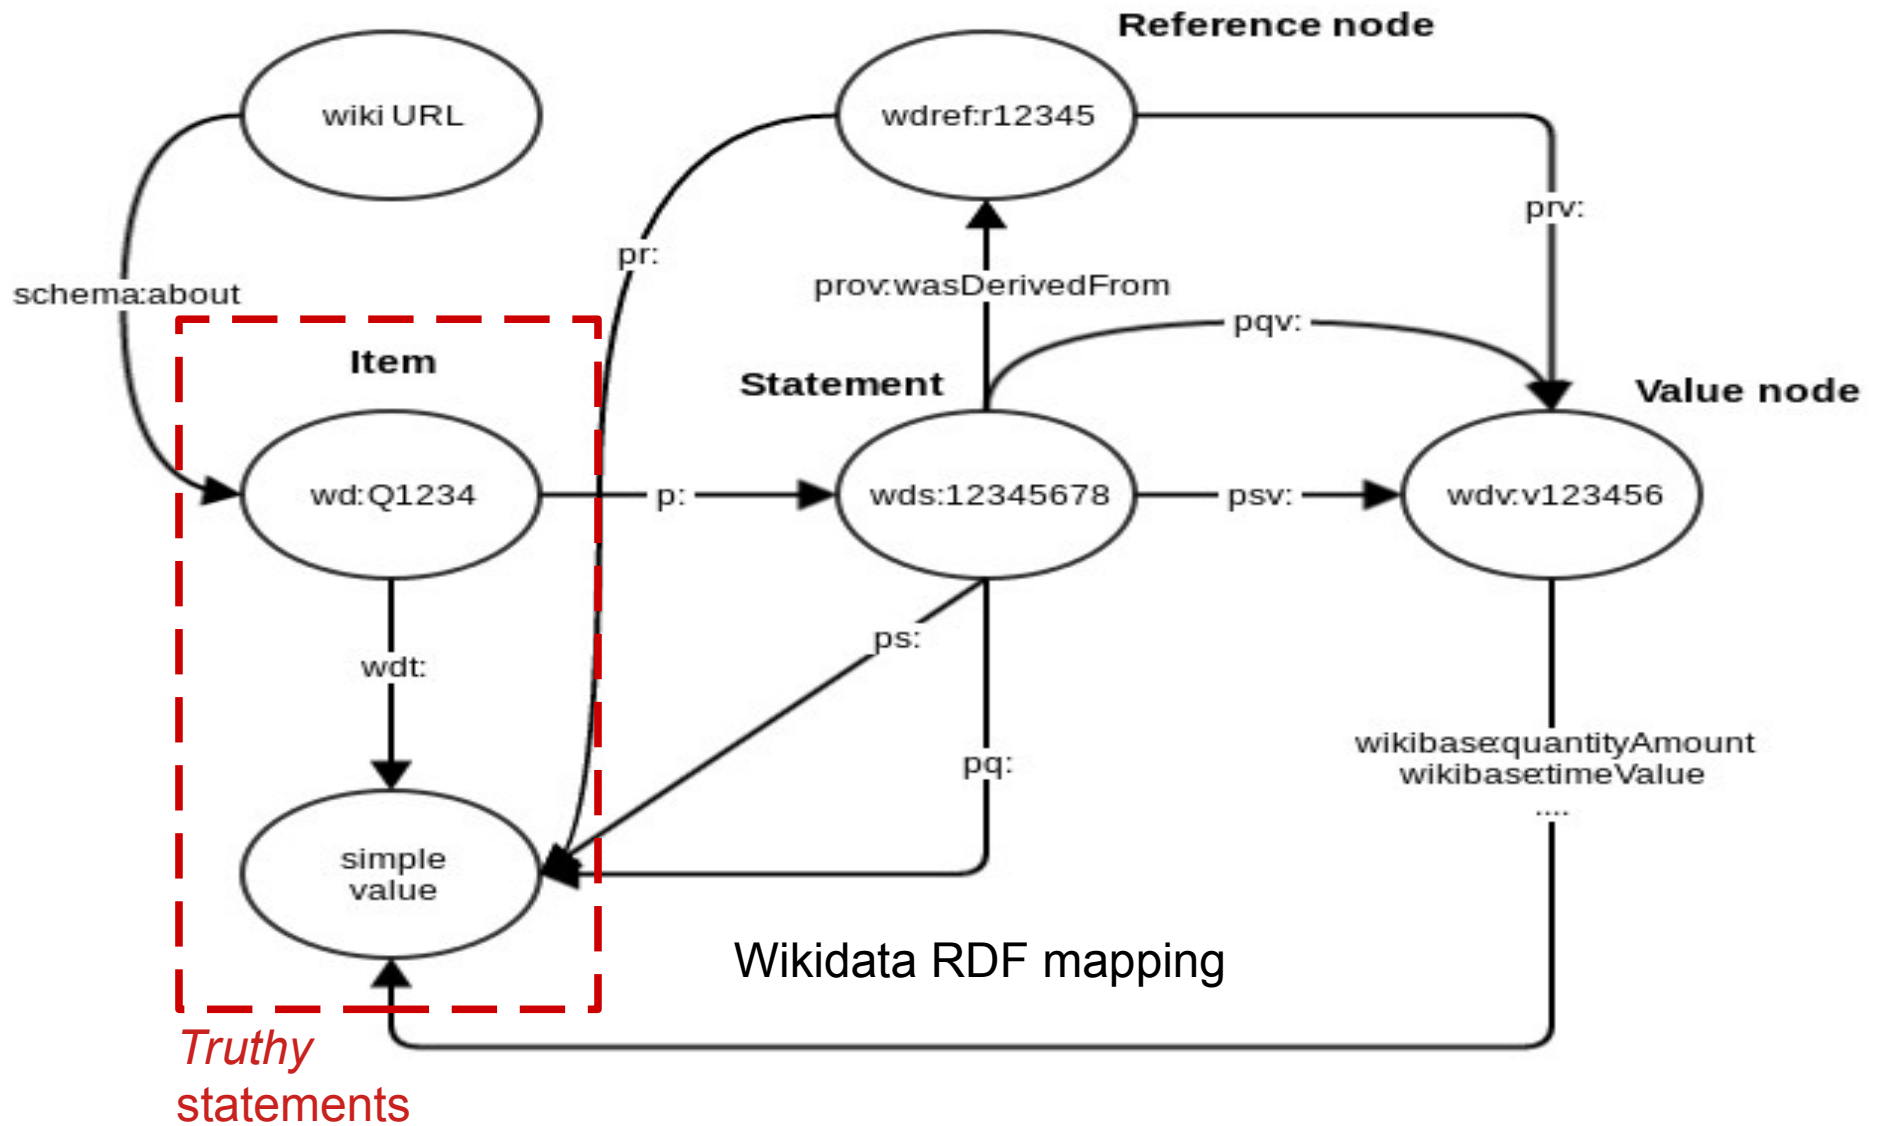 Reference node
wiki URL
wdref:r12345
prv:
pr:
schema:about
prov:wasDerivedFrom
pqv:
Item
Statement
Value node
wd:Q1234
p:
wds:12345678
psv:
wdv:v123456
ps:
wdt:
pq:
wikibase:quantityAmount
wikibase:timeValue
....
simple
value
Wikidata RDF mapping
Truthy
statements